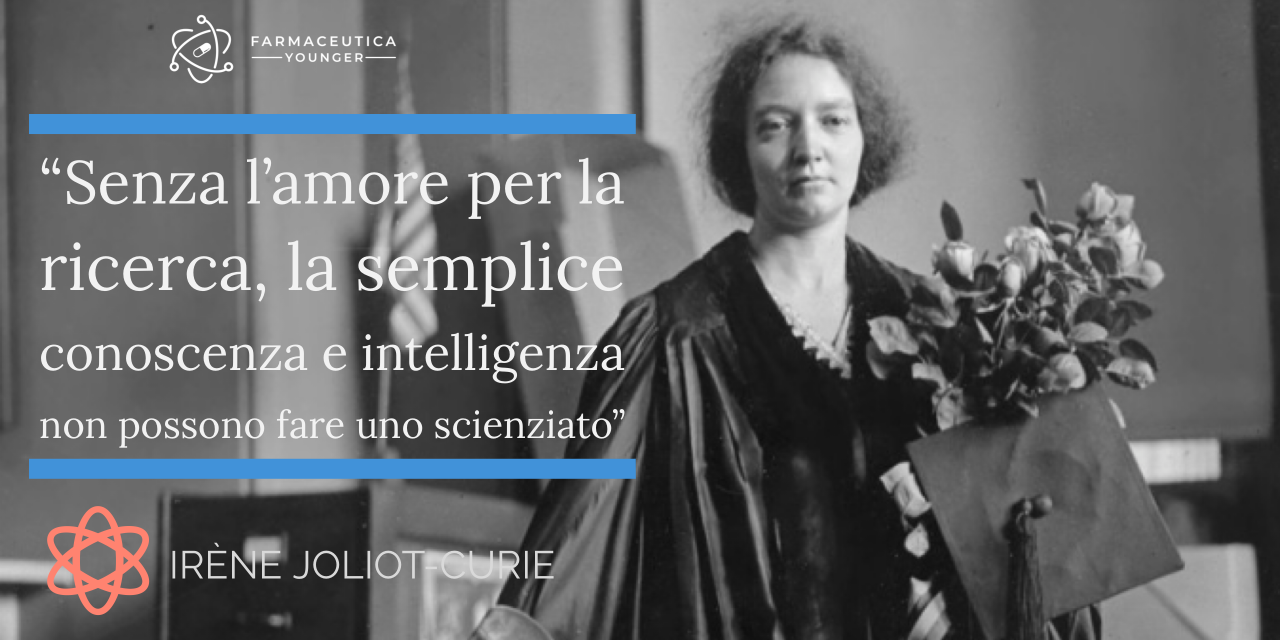 FARMACEUTICA
YOUNGER
“Senza l’amore per la
ricerca, la semplice
conoscenza e intelligenza
non possono fare uno scienziato”
IRÈNE JOLIOT-CURIE